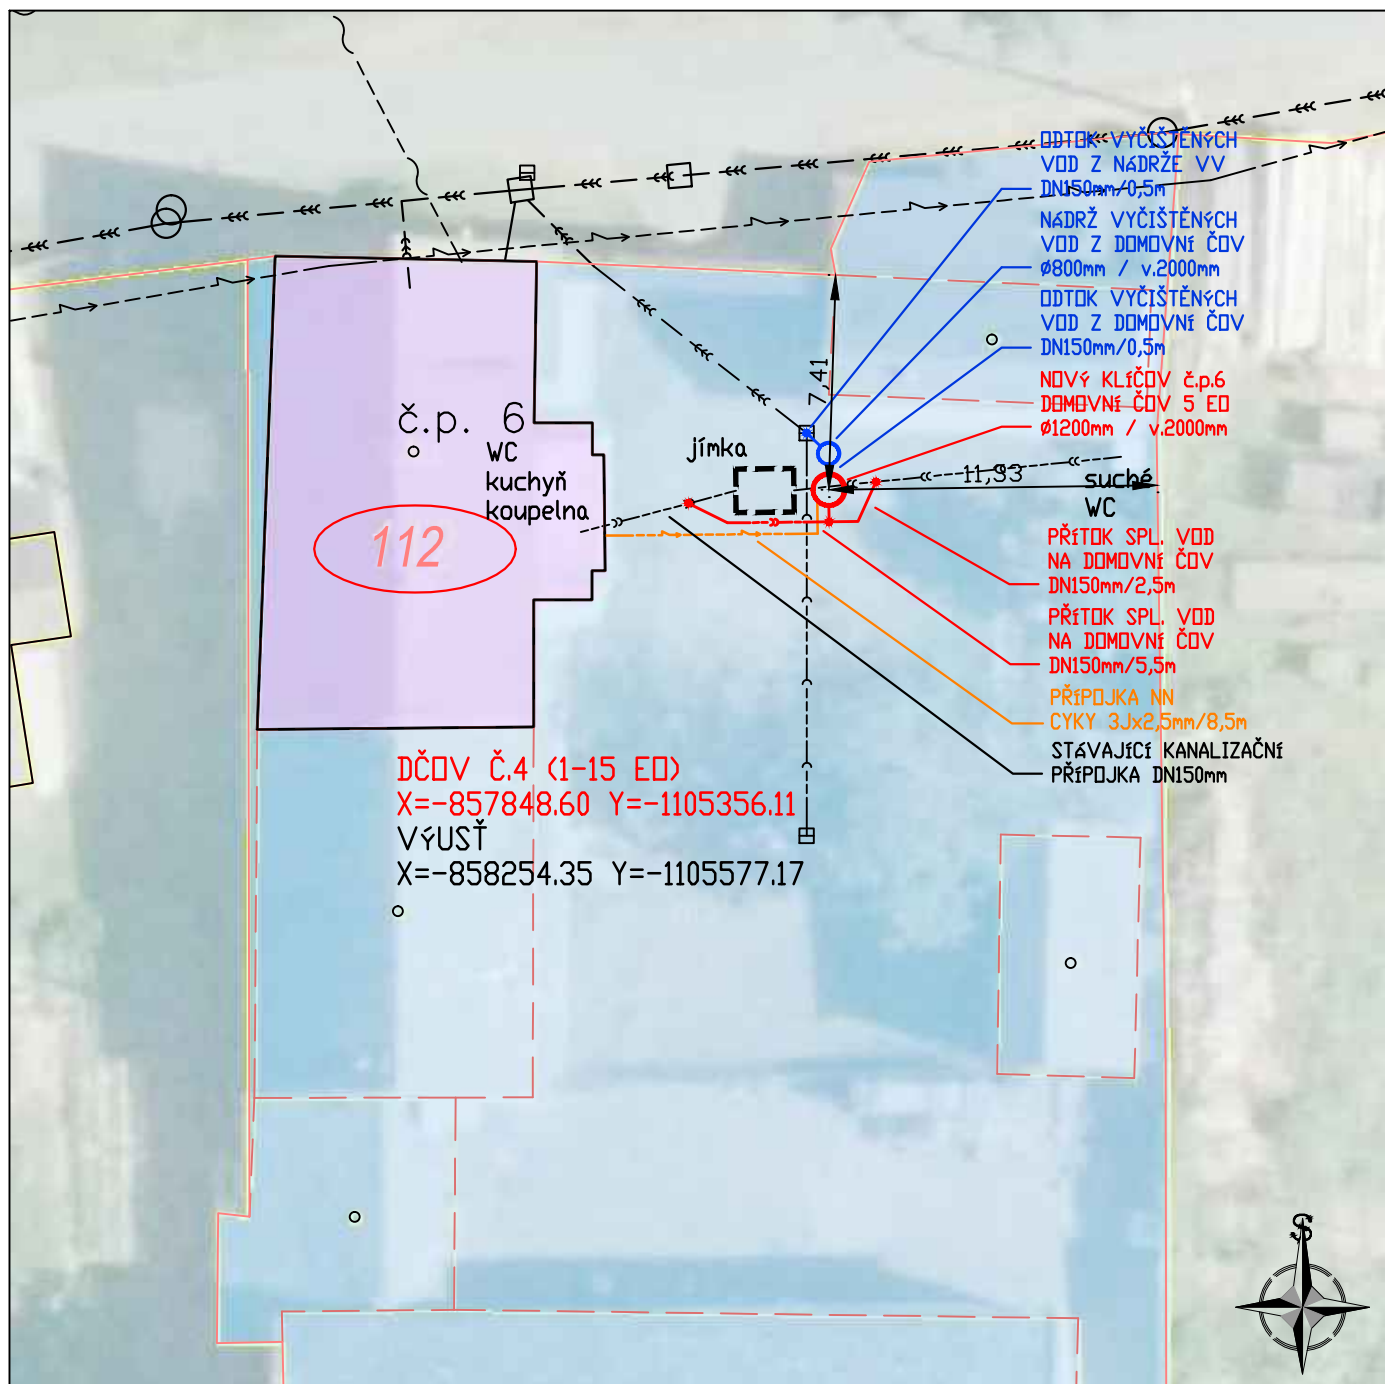 ODTOK VYČIŠTĚNÝCH
VOD Z NÁDRŽE VV
DN150mm/0,5m
NÁDRŽ VYČIŠTĚNÝCH
VOD Z DOMOVNÍ ČOV
Ø800mm / v.2000mm
ODTOK VYČIŠTĚNÝCH
VOD Z DOMOVNÍ ČOV
DN150mm/0,5m
7,41
NOVÝ KLÍČOV č.p.6
DOMOVNÍ ČOV 5 EO
Ø1200mm / v.2000mm
č.p. 6
WC
kuchyň
koupelna
jímka
11,93
suché
WC
112
PŘÍTOK SPL. VOD
NA DOMOVNÍ ČOV
DN150mm/2,5m
PŘÍTOK SPL. VOD
NA DOMOVNÍ ČOV
DN150mm/5,5m
PŘÍPOJKA NN
CYKY 3Jx2,5mm/8,5m
STÁVAJÍCÍ KANALIZAČNÍ
PŘÍPOJKA DN150mm
DČOV Č.4 (1-15 EO)
X=-857848.60 Y=-1105356.11
VÝUSŤ
X=-858254.35 Y=-1105577.17
S